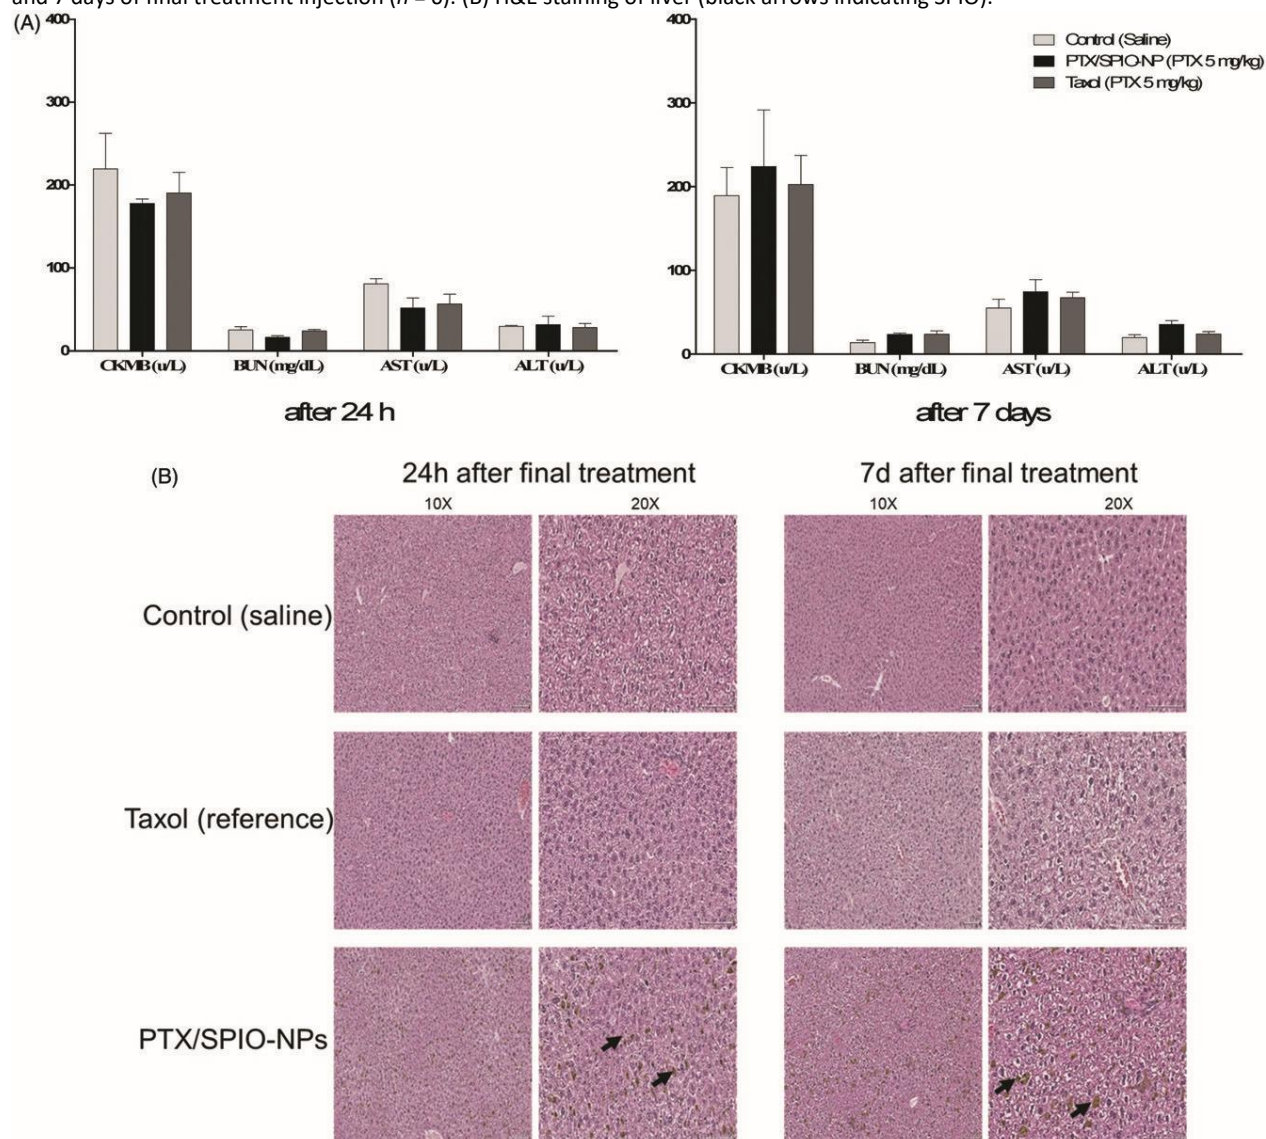 and 7 days of final treatment injection (n = 6). (B) H&E staining of liver (black arrows indicating SPIO).
(A)
400
300
200
100
0
CKMB (u/L) BUN (mg/dL) AST (u/L) ALT (u/L)
after 24 h
400
300
200
100
0
CKMB (u/L) BUN (mg/dL) AST (u/L) ALT (u/L)
after 7 days
Control (Saline)
PTX/SPIO-NP (PTX 5 mg/kg)
Taxol (PTX 5 mg/kg)
(B)
24h after final treatment 7d after final treatment
10X 20X 10X 20X
Control (saline)
Taxol (reference)
PTX/SPIO-NPs